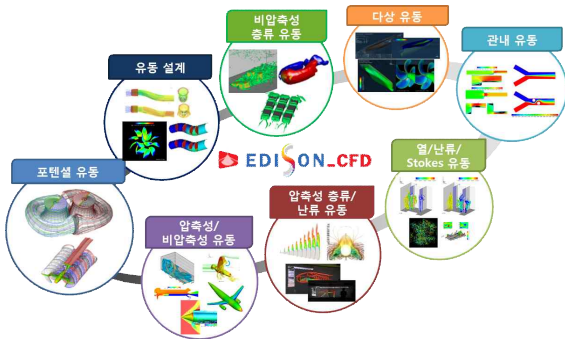 비압축성
층류 유동
다상 유동
유동 설계
관내 유동
EDISON_CFD
열/난류/
Stokes 유동
포텐셜 유동
압축성 층류/
난류 유동
압축성/
비압축성 유동